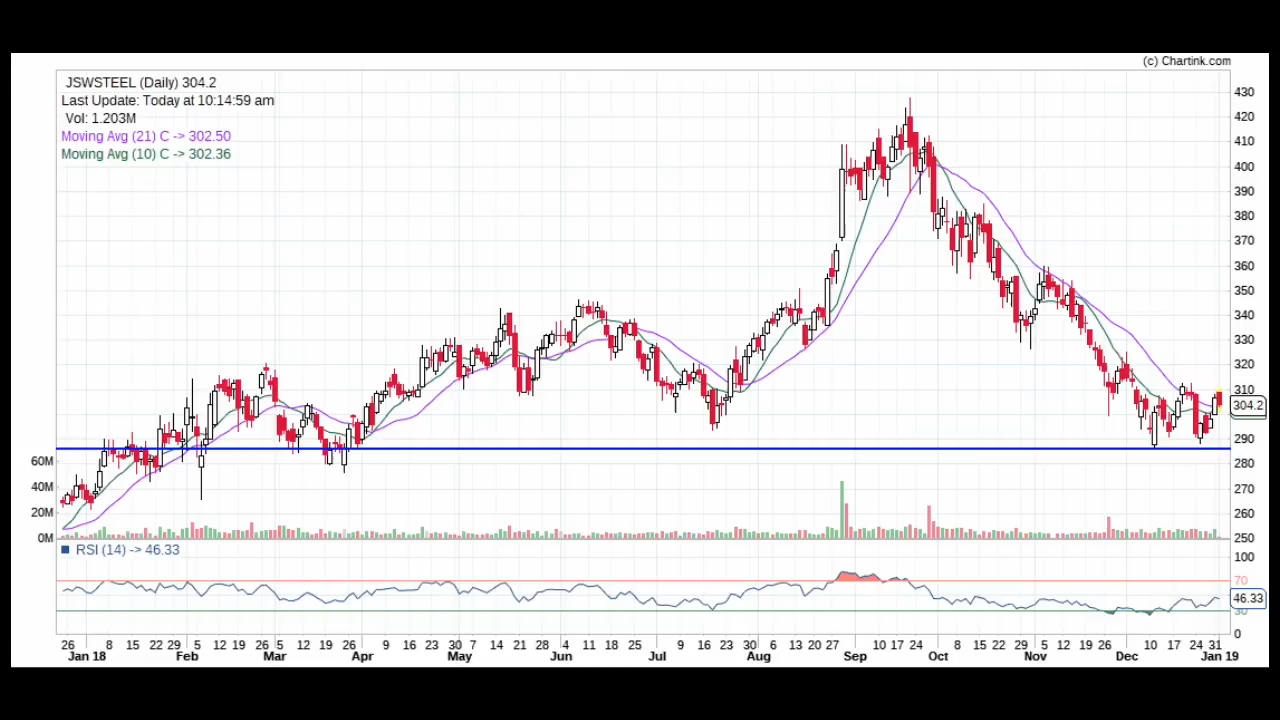 (c) Chartink.com
JSWSTEEL (Daily) 304.2
Last Update: Today at 10:14:59 am
Vol: 1.203M
Moving Avg (21) C -> 302.50
Moving Avg (10) C -> 302.36
430
420
410
400
390
380
370
360
350
340
330
320
310
304.2
290
280
270
260
250
60M
40M
20M
0M
RSI (14) -> 46.33
100
70
46.33
30
0
26 8 15 22 29 5 12 19 26 5 12 19 26 9 16 23 30 7 14 21 28 4 11 18 25 9 16 23 30 6 13 20 27 10 17 24 8 15 22 29 5 12 19 26 10 17 24 31
Jan 18 Feb Mar Apr May Jun Jul Aug Sep Oct Nov Dec Jan 19